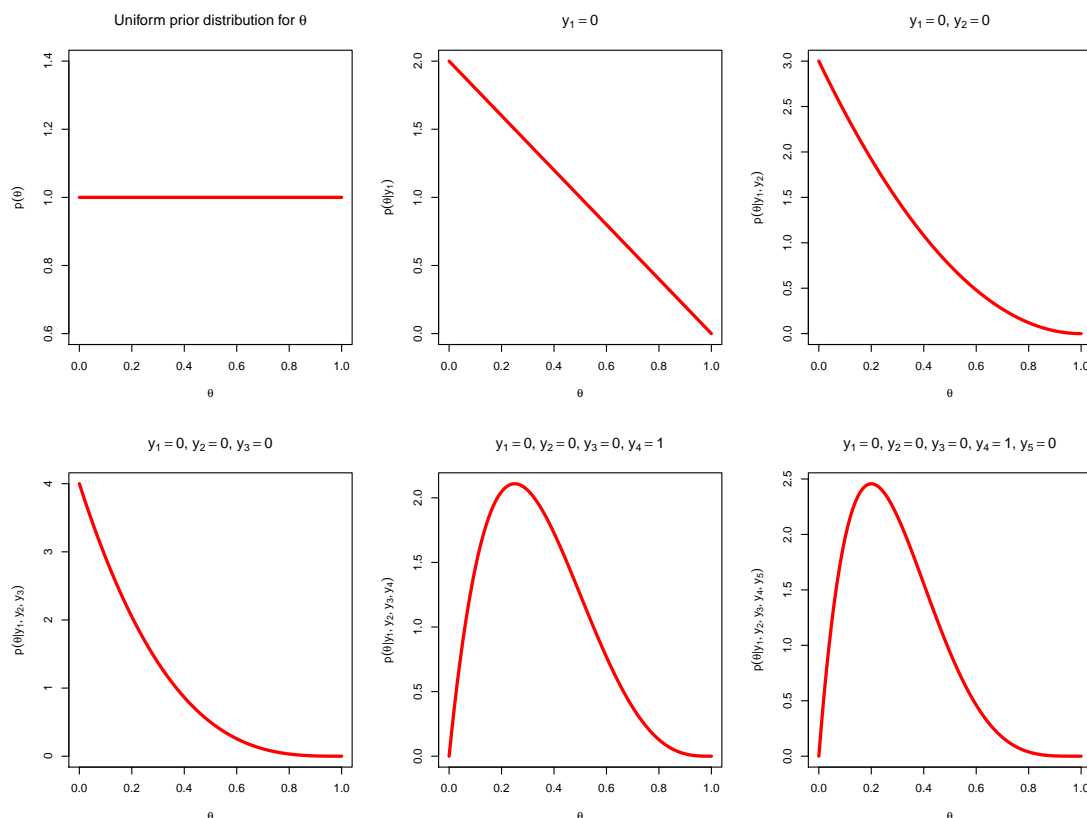 Uniform prior distribution for θ
1.4
1.2
1.0
0.8
0.6
p(θ)
0.0 0.2 0.4 0.6 0.8 1.0
θ
y₁ = 0
2.0
1.5
1.0
0.5
0.0
p(θ|y₁)
0.0 0.2 0.4 0.6 0.8 1.0
θ
y₁ = 0, y₂ = 0
3.0
2.5
2.0
1.5
1.0
0.5
0.0
p(θ|y₁, y₂)
0.0 0.2 0.4 0.6 0.8 1.0
θ
y₁ = 0, y₂ = 0, y₃ = 0
4
3
2
1
0
p(θ|y₁, y₂, y₃)
0.0 0.2 0.4 0.6 0.8 1.0
θ
y₁ = 0, y₂ = 0, y₃ = 0, y₄ = 1
2.0
1.5
1.0
0.5
0.0
p(θ|y₁, y₂, y₃, y₄)
0.0 0.2 0.4 0.6 0.8 1.0
θ
y₁ = 0, y₂ = 0, y₃ = 0, y₄ = 1, y₅ = 0
2.5
2.0
1.5
1.0
0.5
0.0
p(θ|y₁, y₂, y₃, y₄, y₅)
0.0 0.2 0.4 0.6 0.8 1.0
θ